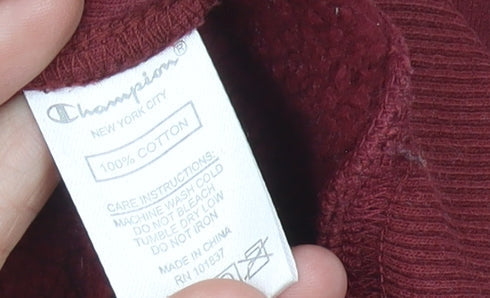 Champion®
NEW YORK CITY
100% COTTON
CARE INSTRUCTIONS:
MACHINE WASH COLD
DO NOT BLEACH
TUMBLE DRY LOW
DO NOT IRON
MADE IN CHINA
RN 101837